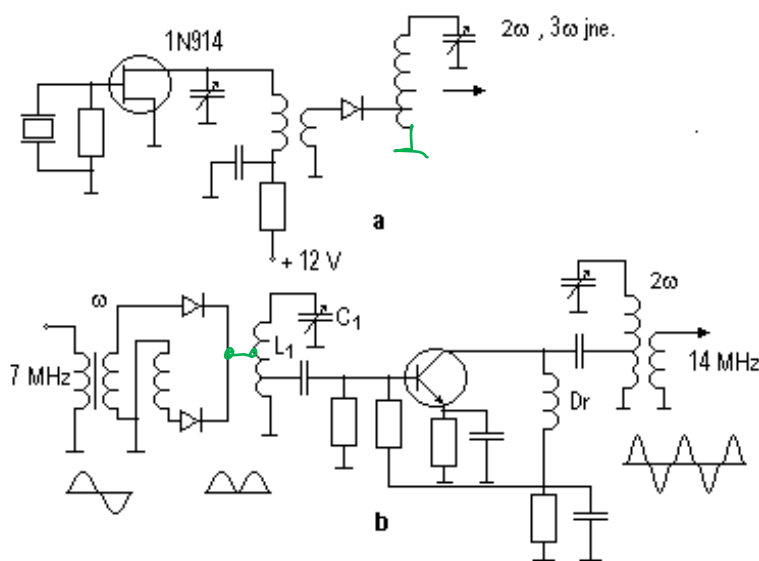 1N914
2ω , 3ω jne.
a
+ 12 V
ω
C₁
L₁
2ω
7 MHz
14 MHz
Dr
b